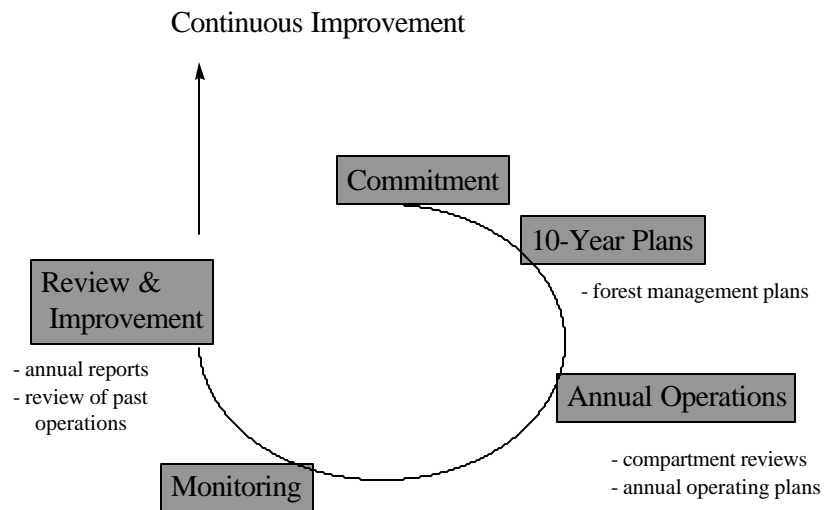 Continuous Improvement
Commitment
10-Year Plans
- forest management plans
Annual Operations
- compartment reviews
- annual operating plans
Monitoring
Review &
Improvement
- annual reports
- review of past
operations